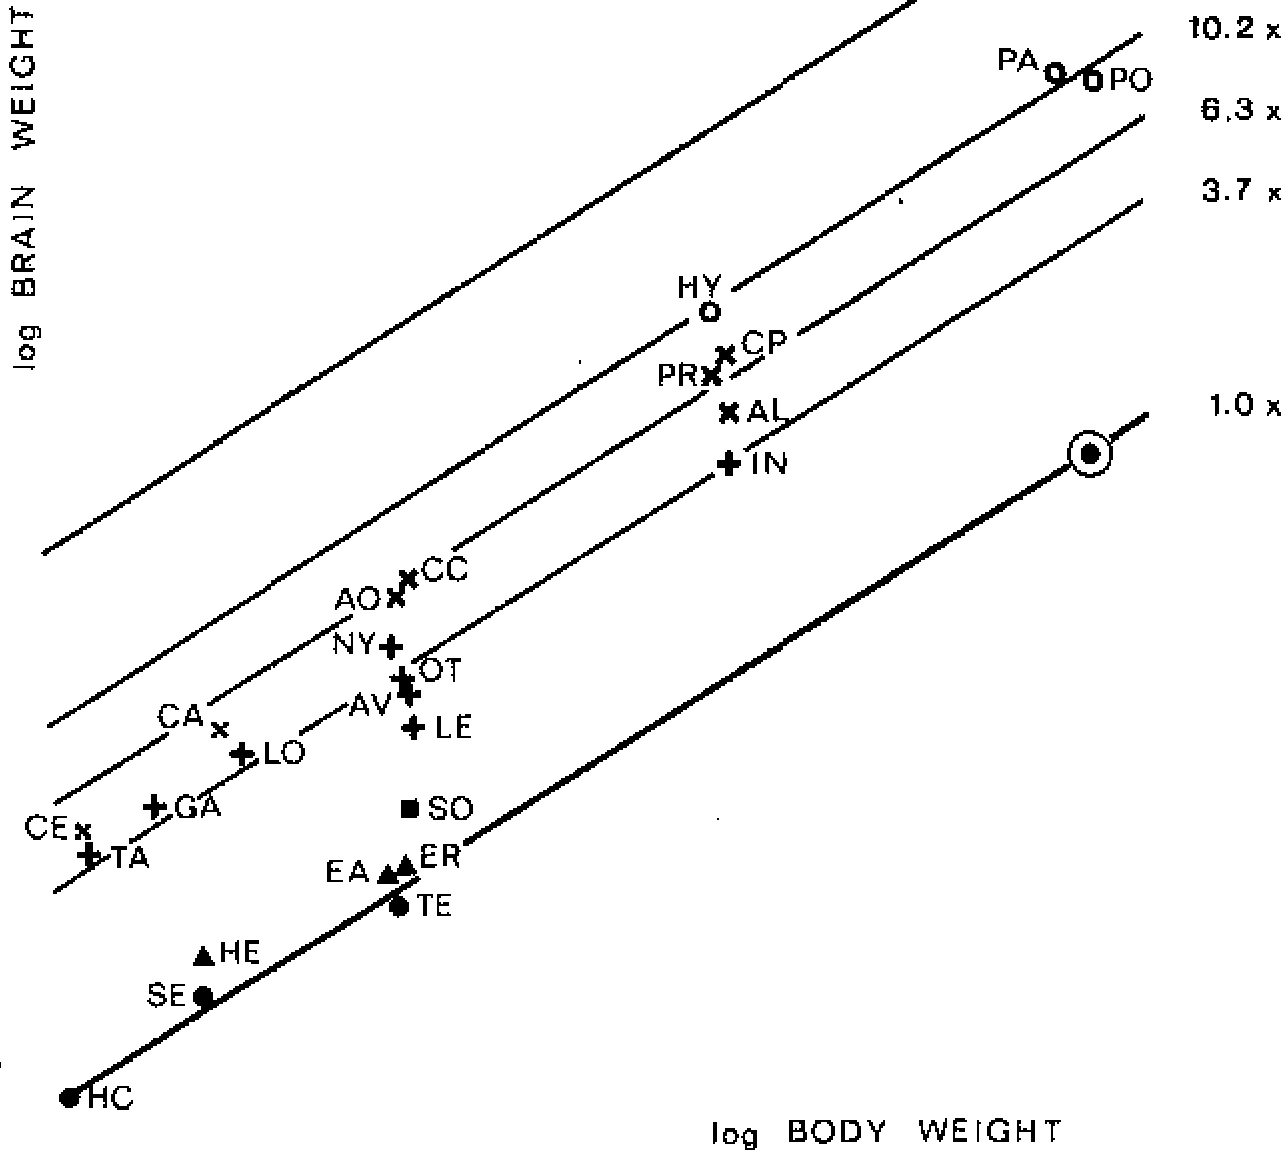 log BRAIN WEIGHT
10.2 x
PA
PO
6.3 x
3.7 x
HY
CP
PR
AL
1.0 x
IN
CC
AO
NY
OT
AV
CA
LE
LO
GA
SO
CE
TA
ER
EA
TE
HE
SE
HC
log BODY WEIGHT